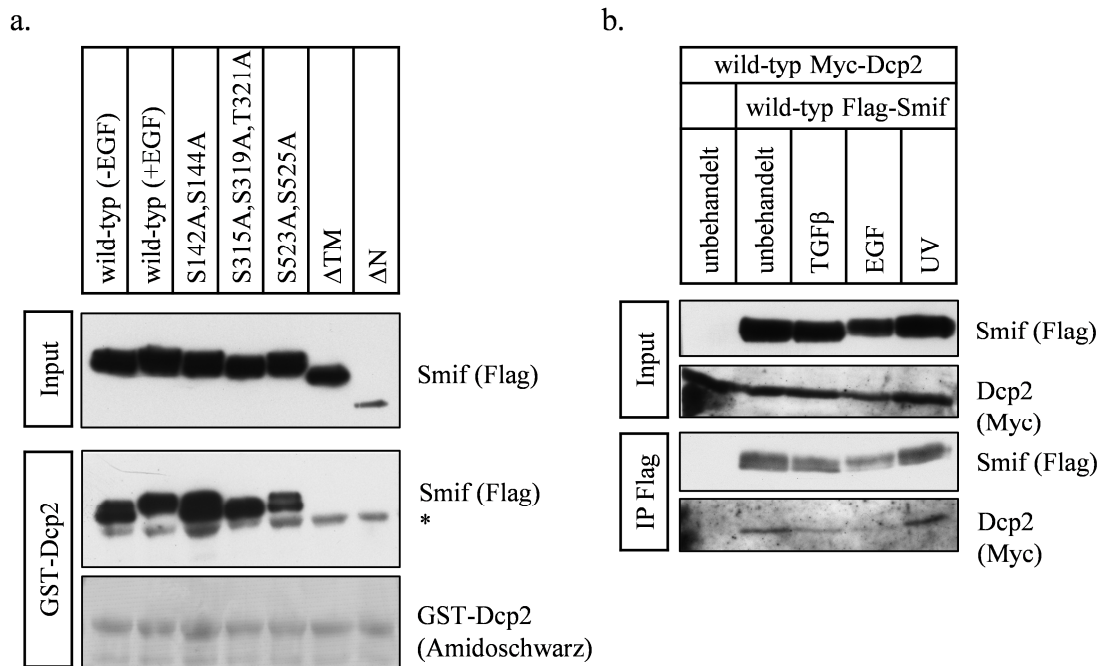 a.
wild-typ (-EGF)
wild-typ (+EGF)
S142A,S144A
S315A,S319A,T321A
S523A,S525A
ΔTM
ΔN
Input
Smif (Flag)
GST-Dcp2
Smif (Flag)
*
GST-Dcp2
(Amidoschwarz)
b.
wild-typ Myc-Dcp2
wild-typ Flag-Smif
unbehandelt
unbehandelt
TGFβ
EGF
UV
Input
Smif (Flag)
Dcp2
(Myc)
IP Flag
Smif (Flag)
Dcp2
(Myc)